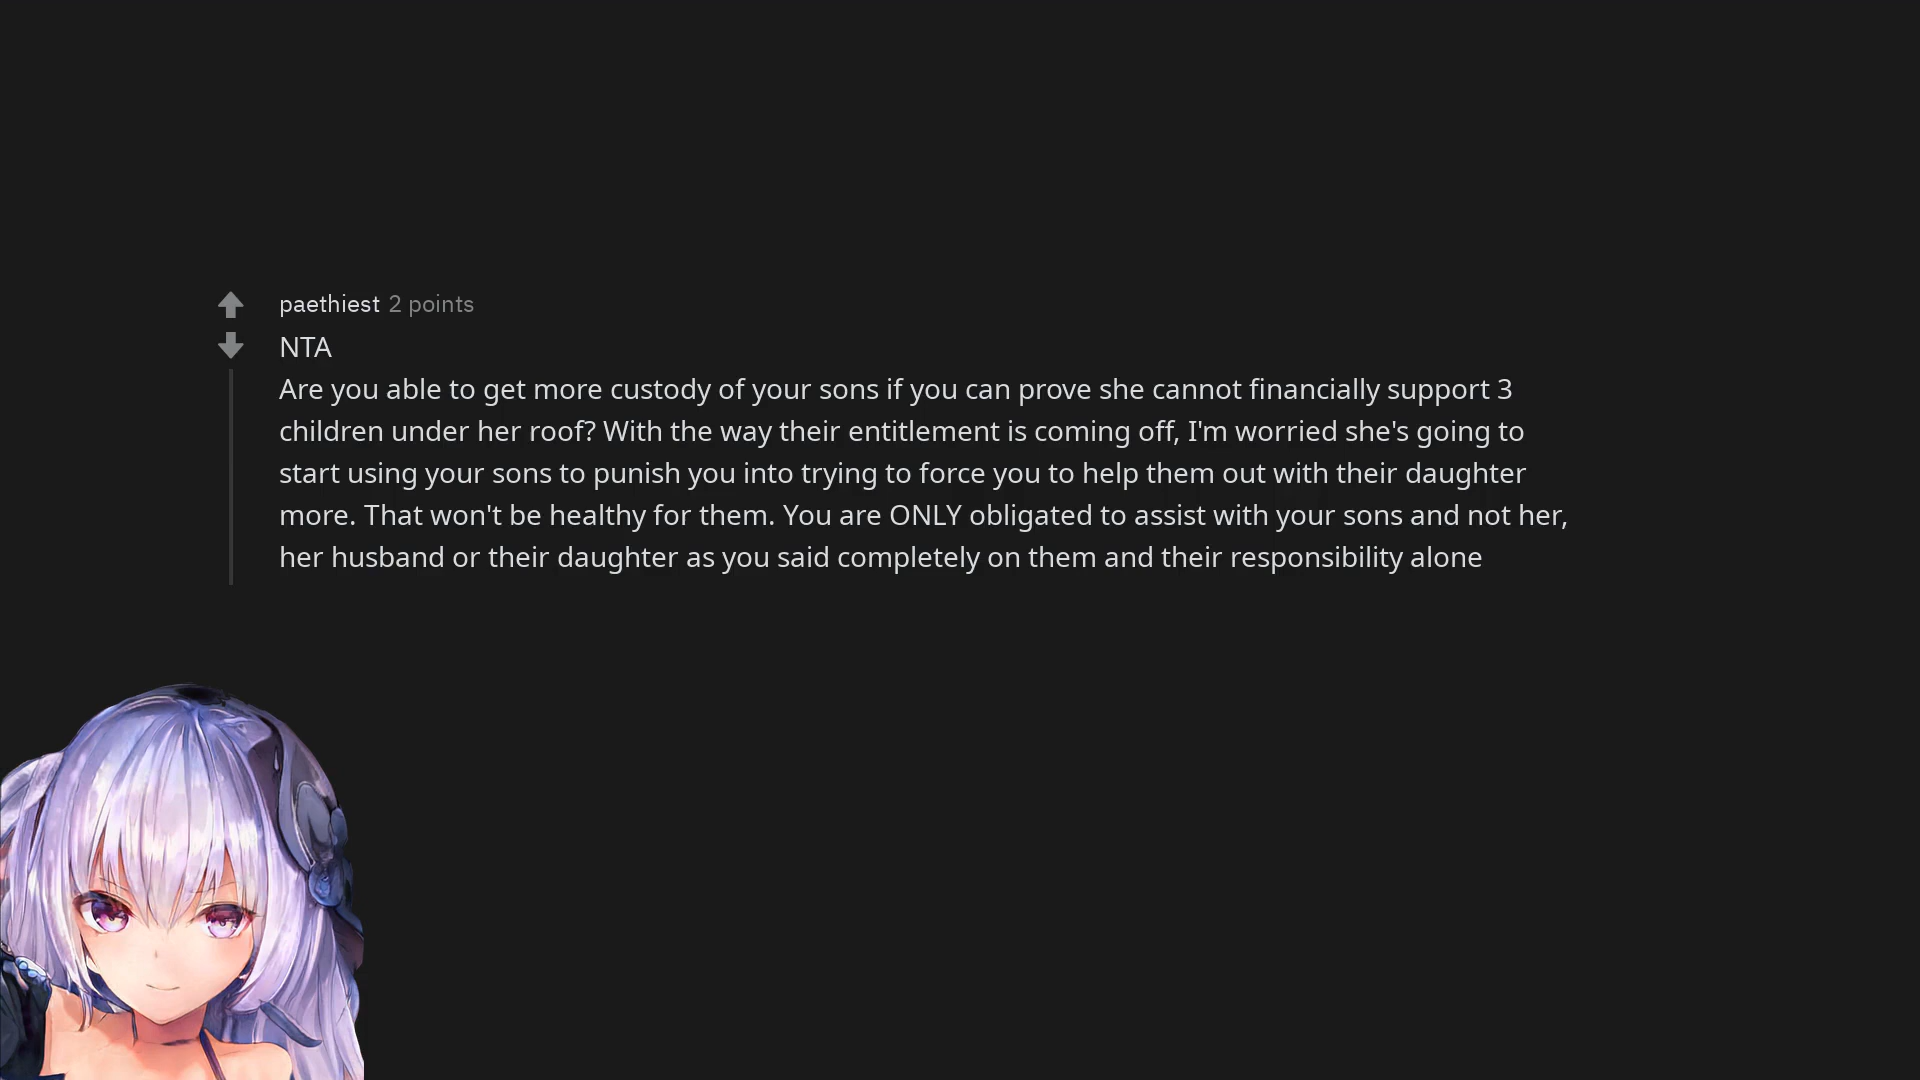 paethiest 2 points
NTA
Are you able to get more custody of your sons if you can prove she cannot financially support 3
children under her roof? With the way their entitlement is coming off, I'm worried she's going to
start using your sons to punish you into trying to force you to help them out with their daughter
more. That won't be healthy for them. You are ONLY obligated to assist with your sons and not her,
her husband or their daughter as you said completely on them and their responsibility alone